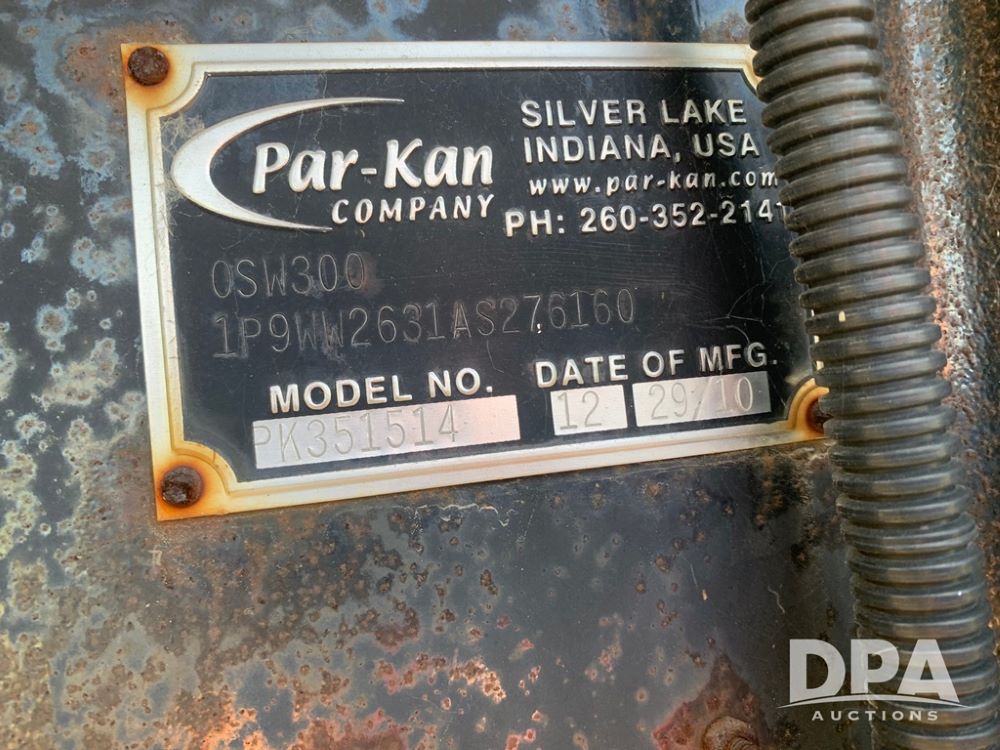 Par-Kan
COMPANY
SILVER LAKE
INDIANA, USA
www.par-kan.com
PH: 260-352-2141
OSW300
1P9WW2631AS276160
MODEL NO. DATE OF MFG.
PK351514 12 29/10
DPA
AUCTIONS